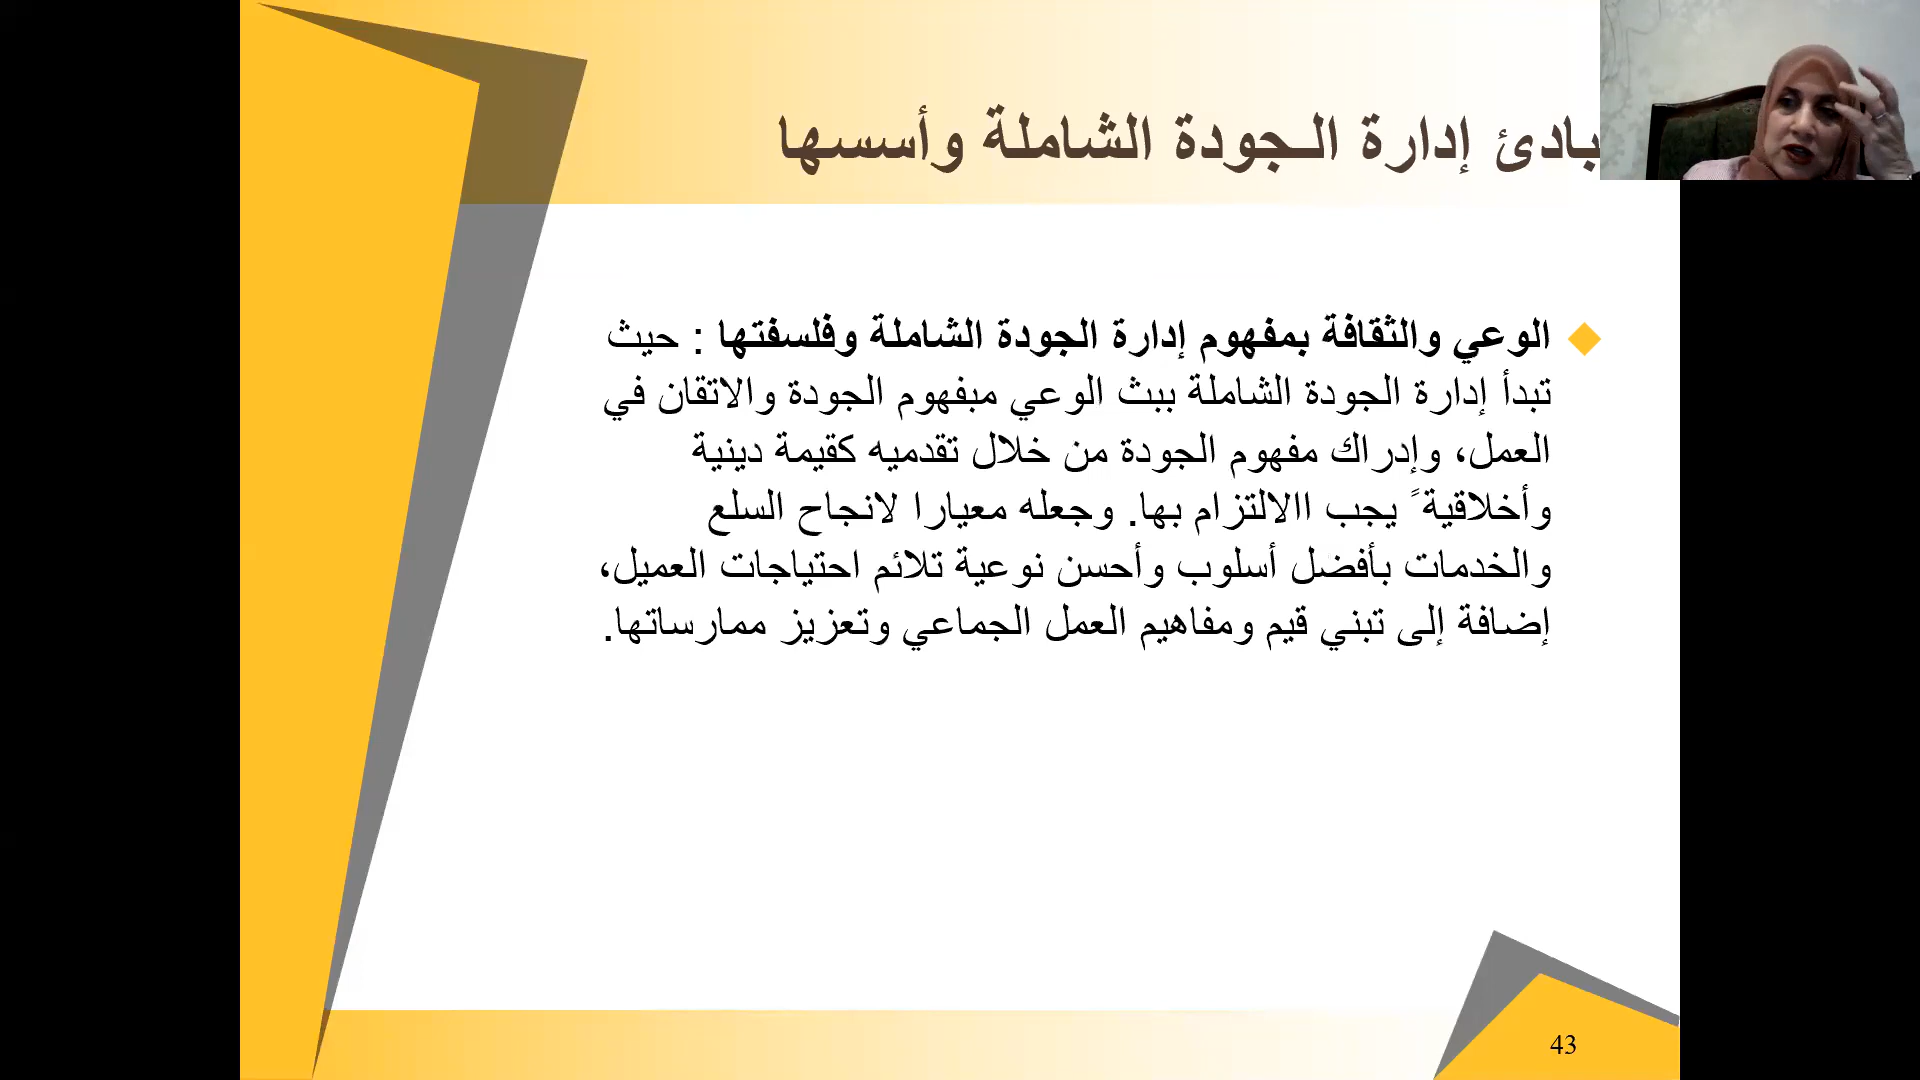 بادئ إدارة الـجودة الشاملة وأسسها
الوعي والثقافة بمفهوم إدارة الجودة الشاملة وفلسفتها : حيث
تبدأ إدارة الجودة الشاملة ببث الوعي مبفهوم الجودة والاتقان في
العمل، وإدراك مفهوم الجودة من خلال تقدميه كقيمة دينية
وأخلاقية ً يجب االالتزام بها. وجعله معيارا لانجاح السلع
والخدمات بأفضل أسلوب وأحسن نوعية تلائم احتياجات العميل،
إضافة إلى تبني قيم ومفاهيم العمل الجماعي وتعزيز ممارساتها.
43